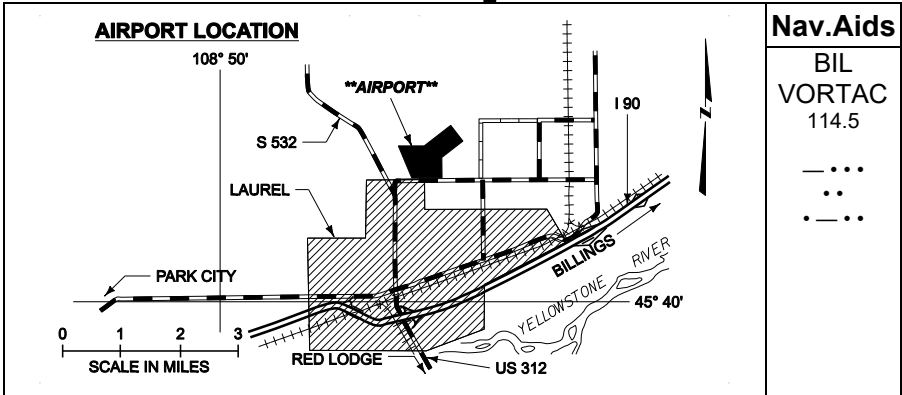 AIRPORT LOCATION
108° 50'
**AIRPORT**
I 90
S 532
LAUREL
N
PARK CITY
BILLINGS
YELLOWSTONE RIVER
45° 40'
0 1 2 3
SCALE IN MILES
RED LODGE
US 312
Nav.Aids
BIL
VORTAC
114.5
— • • •
• •
• — • •